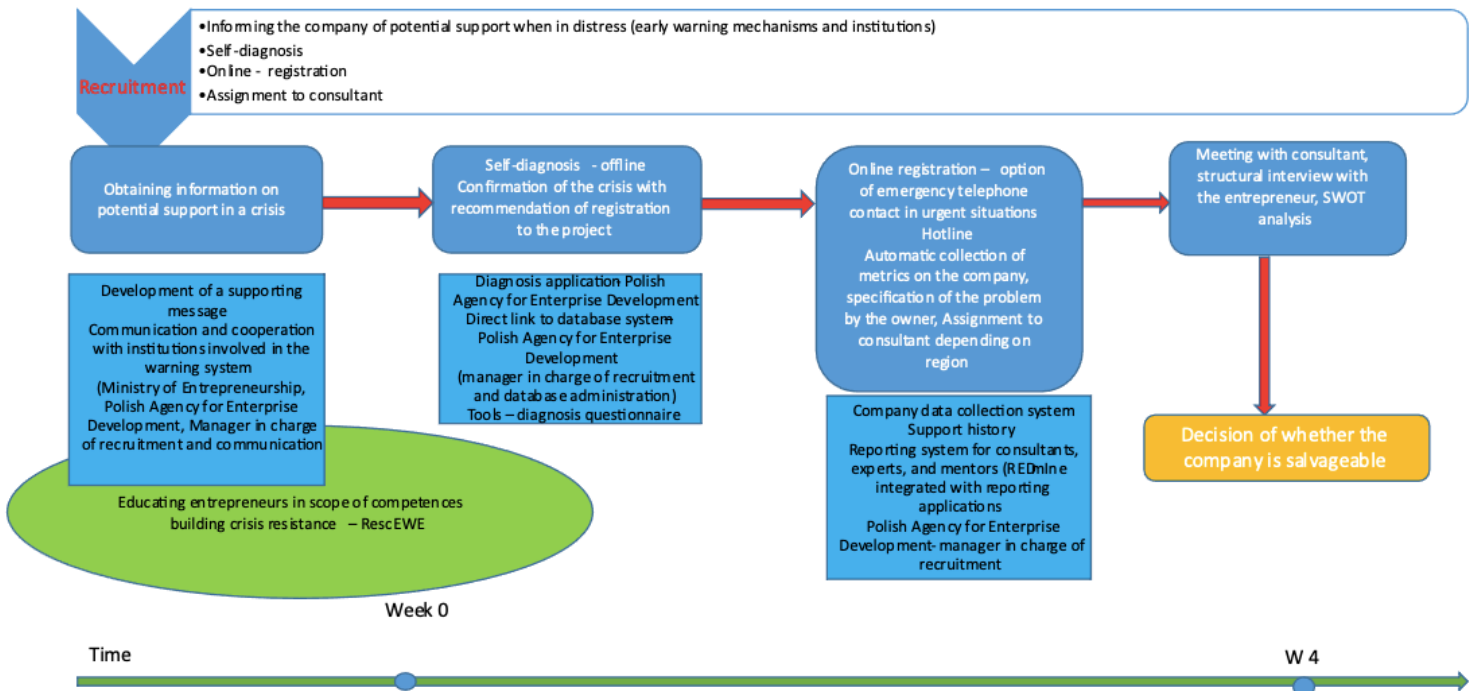 •Informing the company of potential support when in distress (early warning mechanisms and institutions)
•Self-diagnosis
•Online - registration
•Assignment to consultant
Recruitment
Obtaining information on
potential support in a crisis
Self-diagnosis - offline
Confirmation of the crisis with
recommendation of registration
to the project
Online registration – option
of emergency telephone
contact in urgent situations
Hotline
Automatic collection of
metrics on the company,
specification of the problem
by the owner, Assignment to
consultant depending on
region
Meeting with consultant,
structural interview with
the entrepreneur, SWOT
analysis
Development of a supporting
message
Communication and cooperation
with institutions involved in the
warning system
(Ministry of Entrepreneurship,
Polish Agency for Enterprise
Development, Manager in charge
of recruitment and communication
Diagnosis application– Polish
Agency for Enterprise Development
Direct link to database system–
Polish Agency for Enterprise
Development
(manager in charge of recruitment
and database administration)
Tools – diagnosis questionnaire
Company data collection system
Support history
Reporting system for consultants,
experts, and mentors (REDmIne
integrated with reporting
applications
Polish Agency for Enterprise
Development- manager in charge of
recruitment
Decision of whether the
company is salvageable
Educating entrepreneurs in scope of competences
building crisis resistance – RescEWE
Week 0
Time
W 4